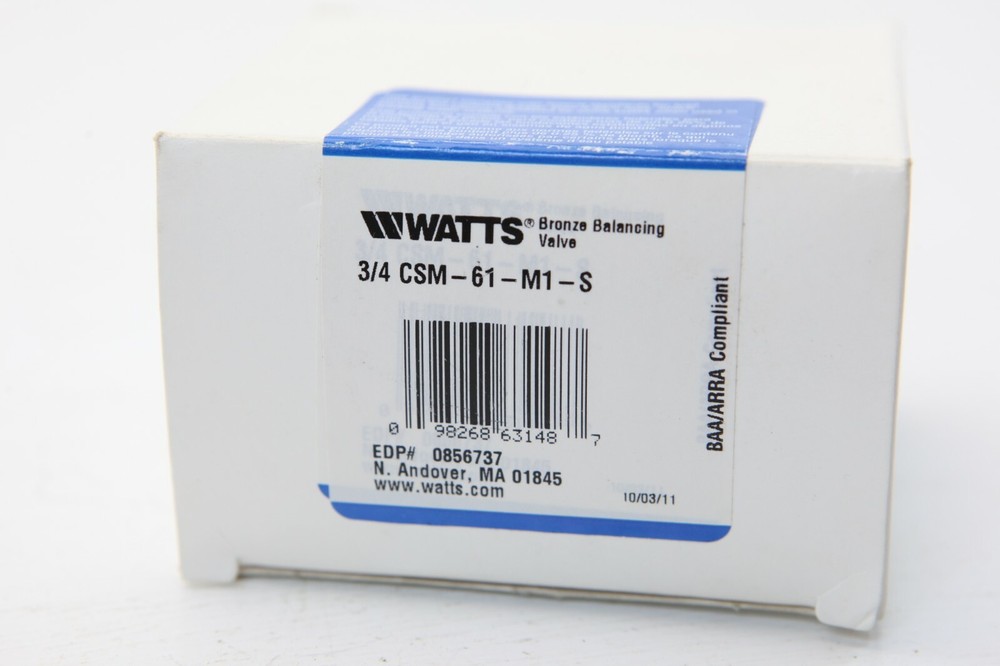 WATTS® Bronze Balancing
Valve
3/4 CSM-61-M1-S
0 98268 63148 7
EDP# 0856737
N. Andover, MA 01845
www.watts.com
10/03/11
BAA/ARRA Compliant